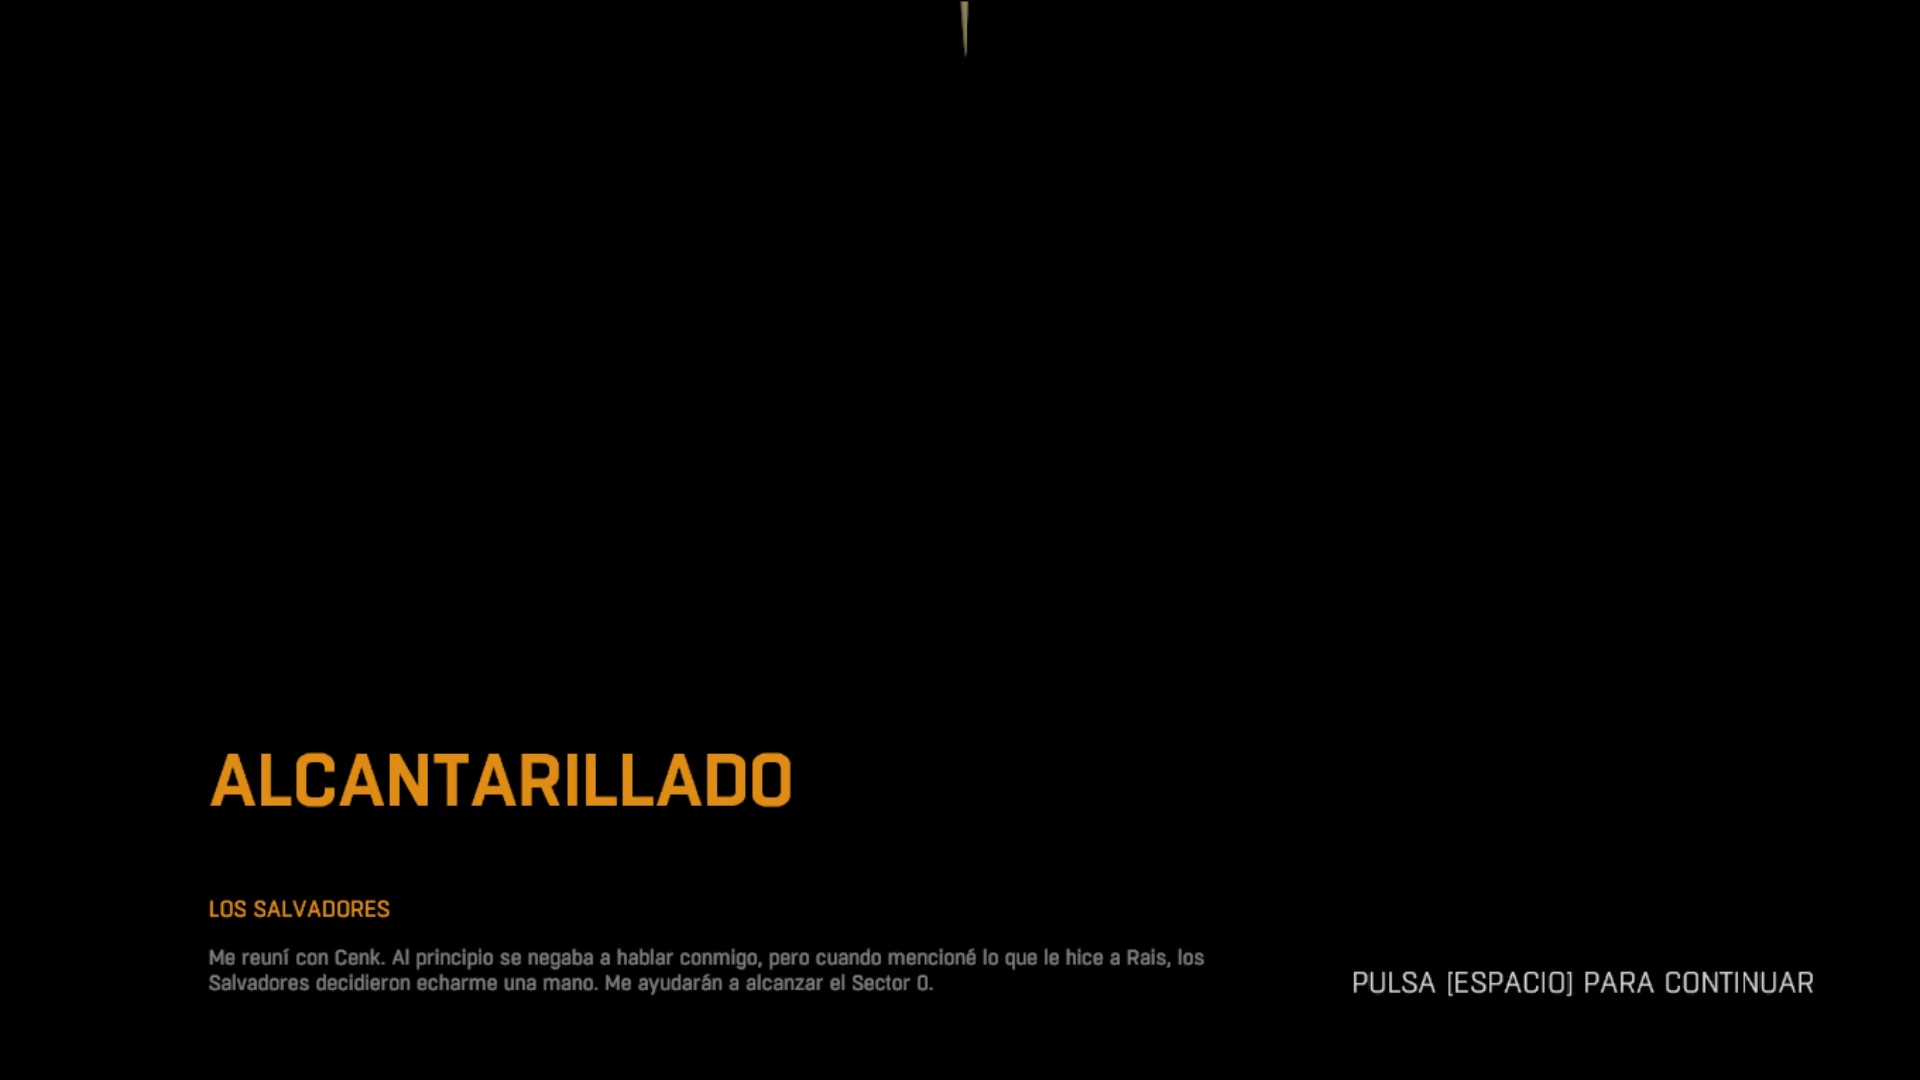 ALCANTARILLADO
LOS SALVADORES
Me reuní con Cenk. Al principio se negaba a hablar conmigo, pero cuando mencioné lo que le hice a Rais, los
Salvadores decidieron echarme una mano. Me ayudarán a alcanzar el Sector 0.
PULSA [ESPACIO] PARA CONTINUAR